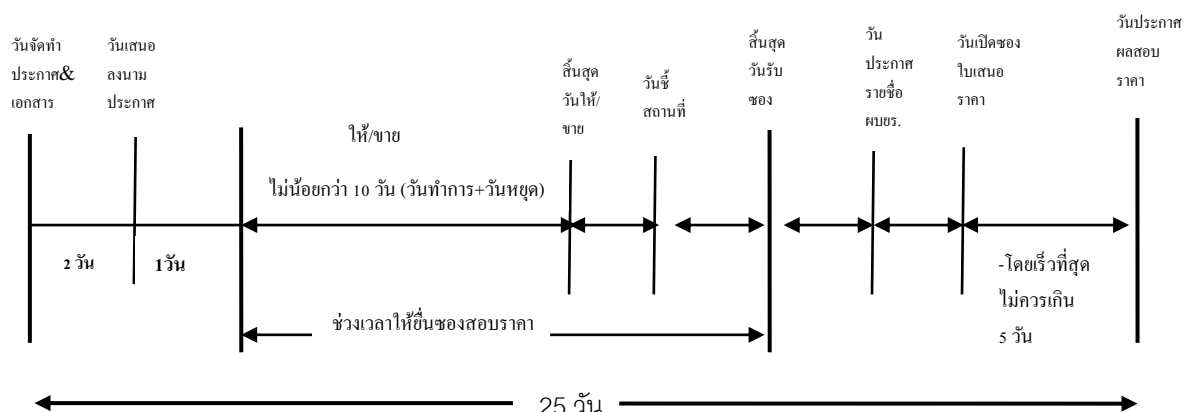 วันจัดทำ
ประกาศ&
เอกสาร
วันเสนอ
ลงนาม
ประกาศ
สิ้นสุด
วันให้/
ขาย
วันชี้
สถานที่
สิ้นสุด
วันรับ
ซอง
วัน
ประกาศ
รายชื่อ
ผบยร.
วันเปิดซอง
ใบเสนอ
ราคา
วันประกาศ
ผลสอบ
ราคา
ให้/ขาย
ไม่น้อยกว่า 10 วัน (วันทำการ+วันหยุด)
2 วัน
1วัน
-โดยเร็วที่สุด
ไม่ควรเกิน
5 วัน
ช่วงเวลาให้ยื่นซองสอบราคา
25 วัน